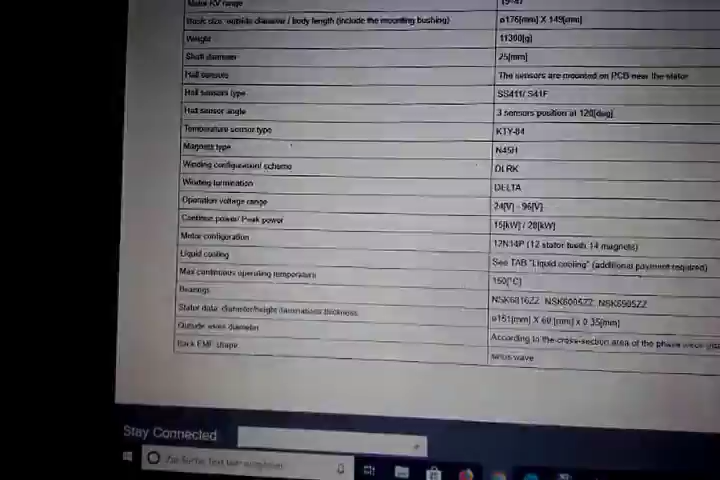 Motor KV range
Basic size, outside diameter / body length (include the mounting bushing) ø176[mm] X 149[mm]
Weight 11300[g]
Shaft diameter 25[mm]
Hall sensors The sensors are mounted on PCB near the stator
Hall sensors type SS411/ S41F
Hall sensor angle 3 sensors position at 120[deg]
Temperature sensor type KTY-84
Magnets type N45H
Winding configuration/ scheme DLRK
Winding termination DELTA
Operation voltage range 24[V] - 96[V]
Continue power/ Peak power 15[kW] / 28[kW]
Motor configuration 12N14P (12 stator teeth 14 magnets)
Liquid cooling See TAB "Liquid cooling" (additional payment required)
Max continuous operating temperature 150[°C]
Bearings NSK6816ZZ, NSK6005ZZ, NSK6905ZZ
Stator data: diameter/height /laminations thickness ø151[mm] X 60 [mm] x 0.35[mm]
Outside wires diameter According to the cross-section area of the phase
Back EMF shape sinus wave
Stay Connected